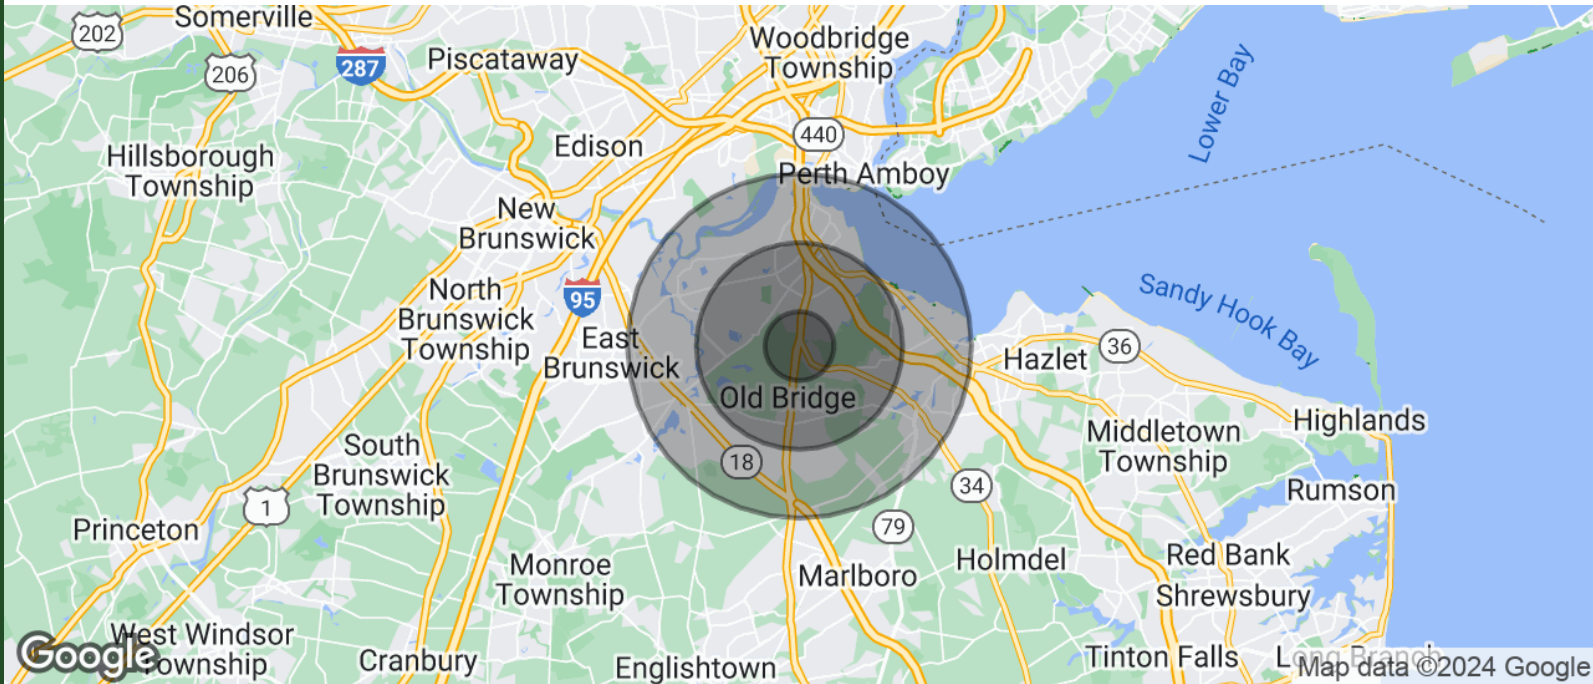 Somerville
202
206
287
Piscataway
Woodbridge
Township
Lower Bay
440
Edison
Hillsborough
Township
Perth Amboy
New
Brunswick
North
Brunswick
Township
95
East
Brunswick
Sandy Hook Bay
Hazlet
36
Old Bridge
Highlands
Middletown
Township
South
Brunswick
Township
18
34
Rumson
1
Princeton
79
Monroe
Township
Marlboro
Holmdel
Red Bank
Shrewsbury
West Windsor
Township
Google
Cranbury
Englishtown
Tinton Falls
Long Branch
Map data ©2024 Google